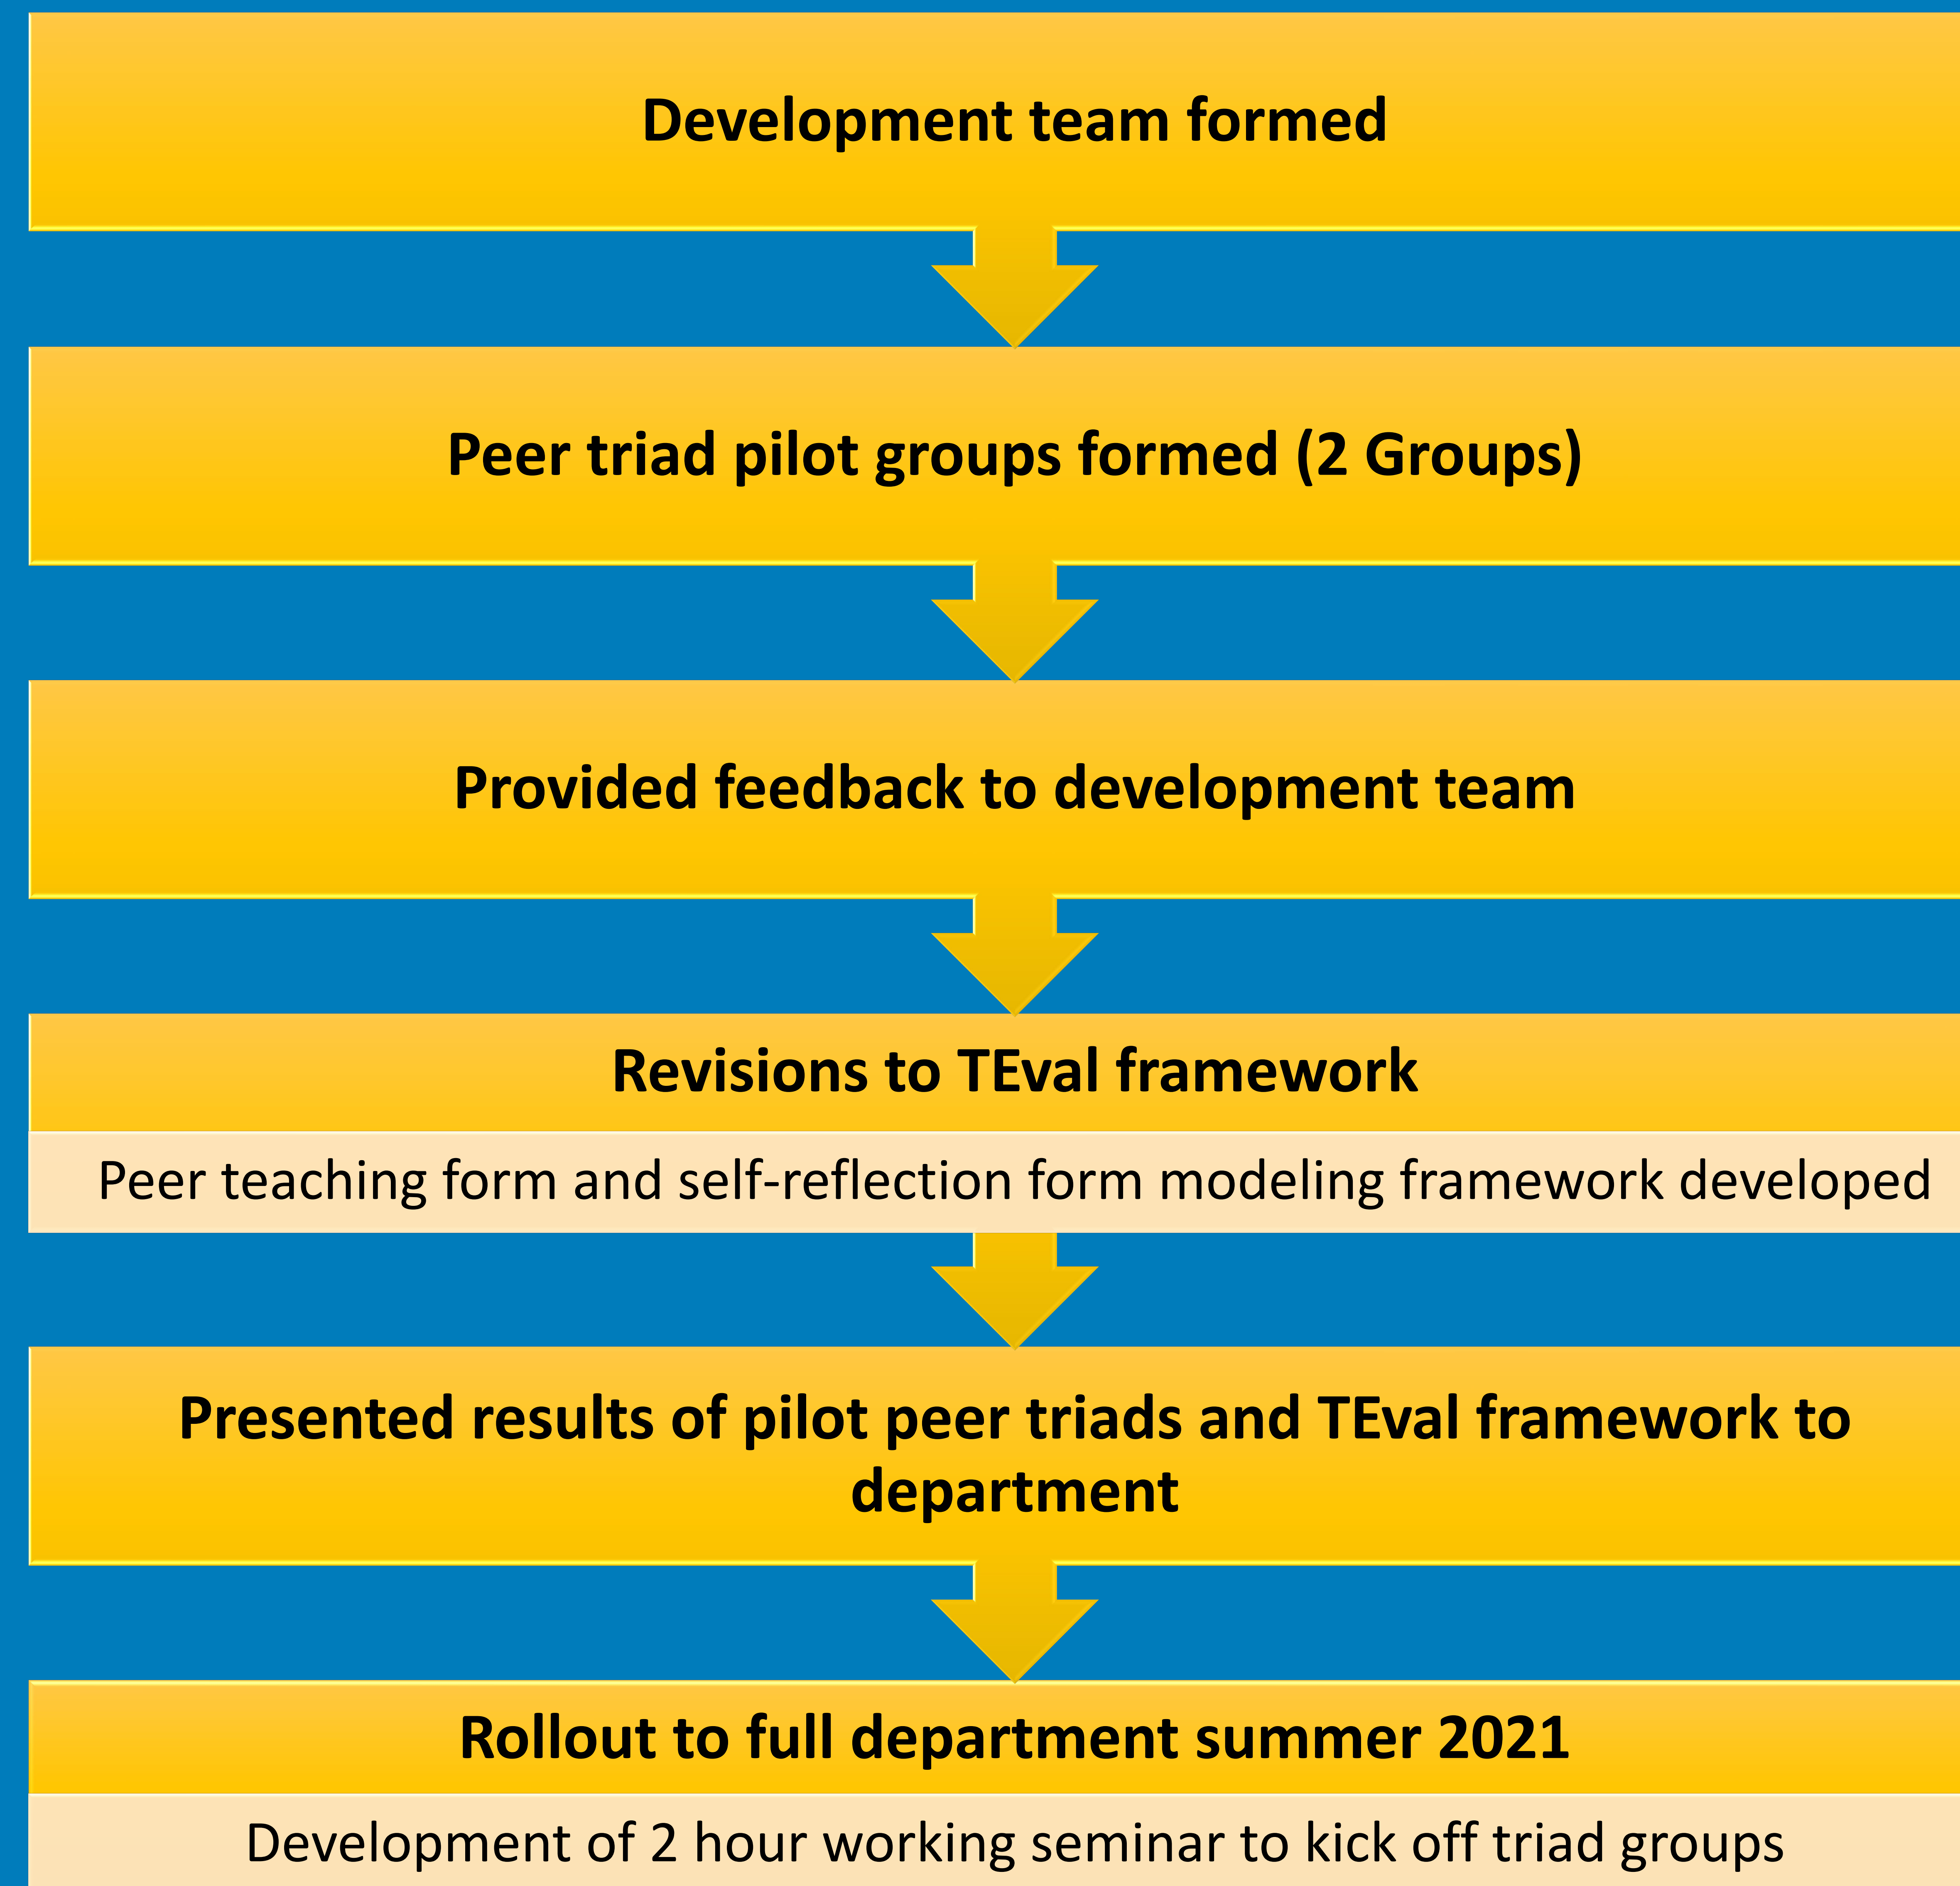 Development team formed
Peer triad pilot groups formed (2 Groups)
Provided feedback to development team
Revisions to TEval framework
Peer teaching form and self-reflection form modeling framework developed
Presented results of pilot peer triads and TEval framework to
department
Rollout to full department summer 2021
Development of 2 hour working seminar to kick off triad groups